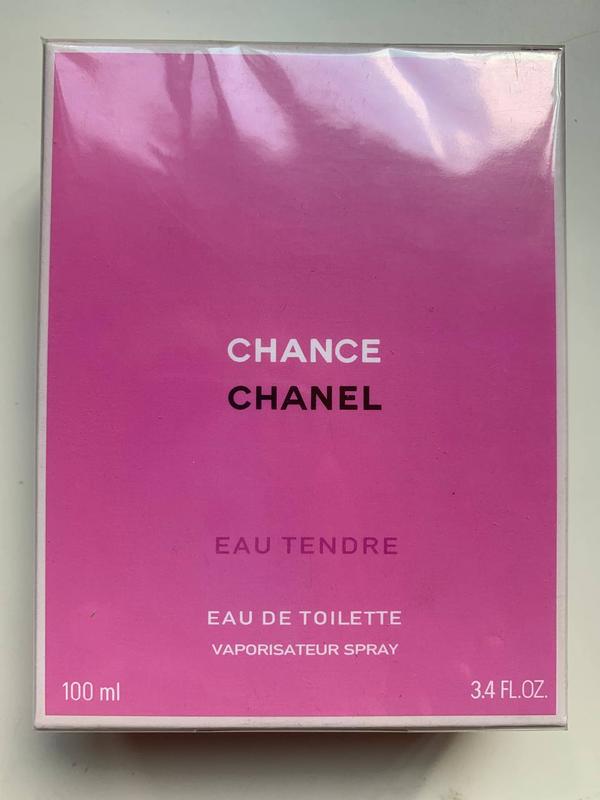 CHANCE
CHANEL
EAU TENDRE
EAU DE TOILETTE
VAPORISATEUR SPRAY
100 ml 3.4 FL.OZ.